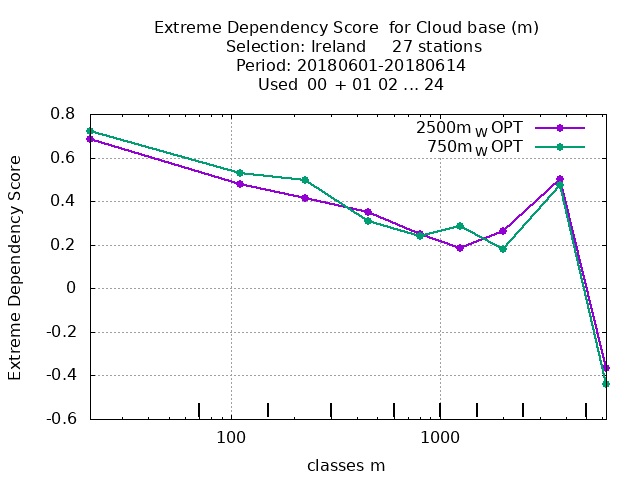 Extreme Dependency Score  for Cloud base (m)
Selection: Ireland     27 stations
Period: 20180601-20180614
Used  00  + 01 02 ... 24
2500m_W OPT
750m_W OPT
Extreme Dependency Score
0.8
0.6
0.4
0.2
0
-0.2
-0.4
-0.6
100
1000
classes m